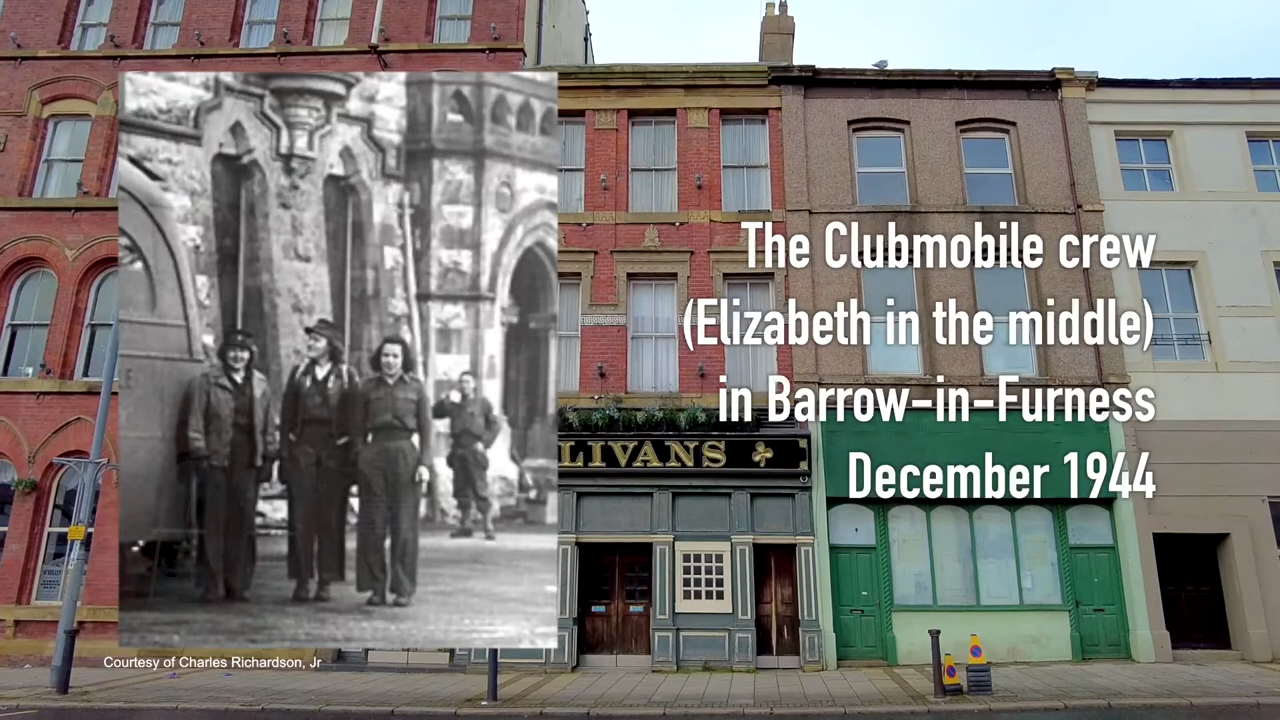 The Clubmobile crew
(Elizabeth in the middle)
in Barrow-in-Furness
December 1944
LIVANS
Courtesy of Charles Richardson, Jr